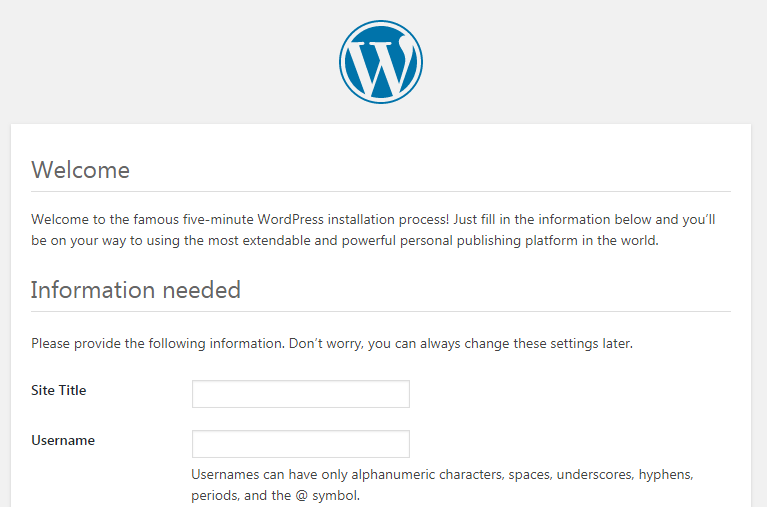 Welcome
Welcome to the famous five-minute WordPress installation process! Just fill in the information below and you’ll
be on your way to using the most extendable and powerful personal publishing platform in the world.
Information needed
Please provide the following information. Don’t worry, you can always change these settings later.
Site Title
Username
Usernames can have only alphanumeric characters, spaces, underscores, hyphens,
periods, and the @ symbol.